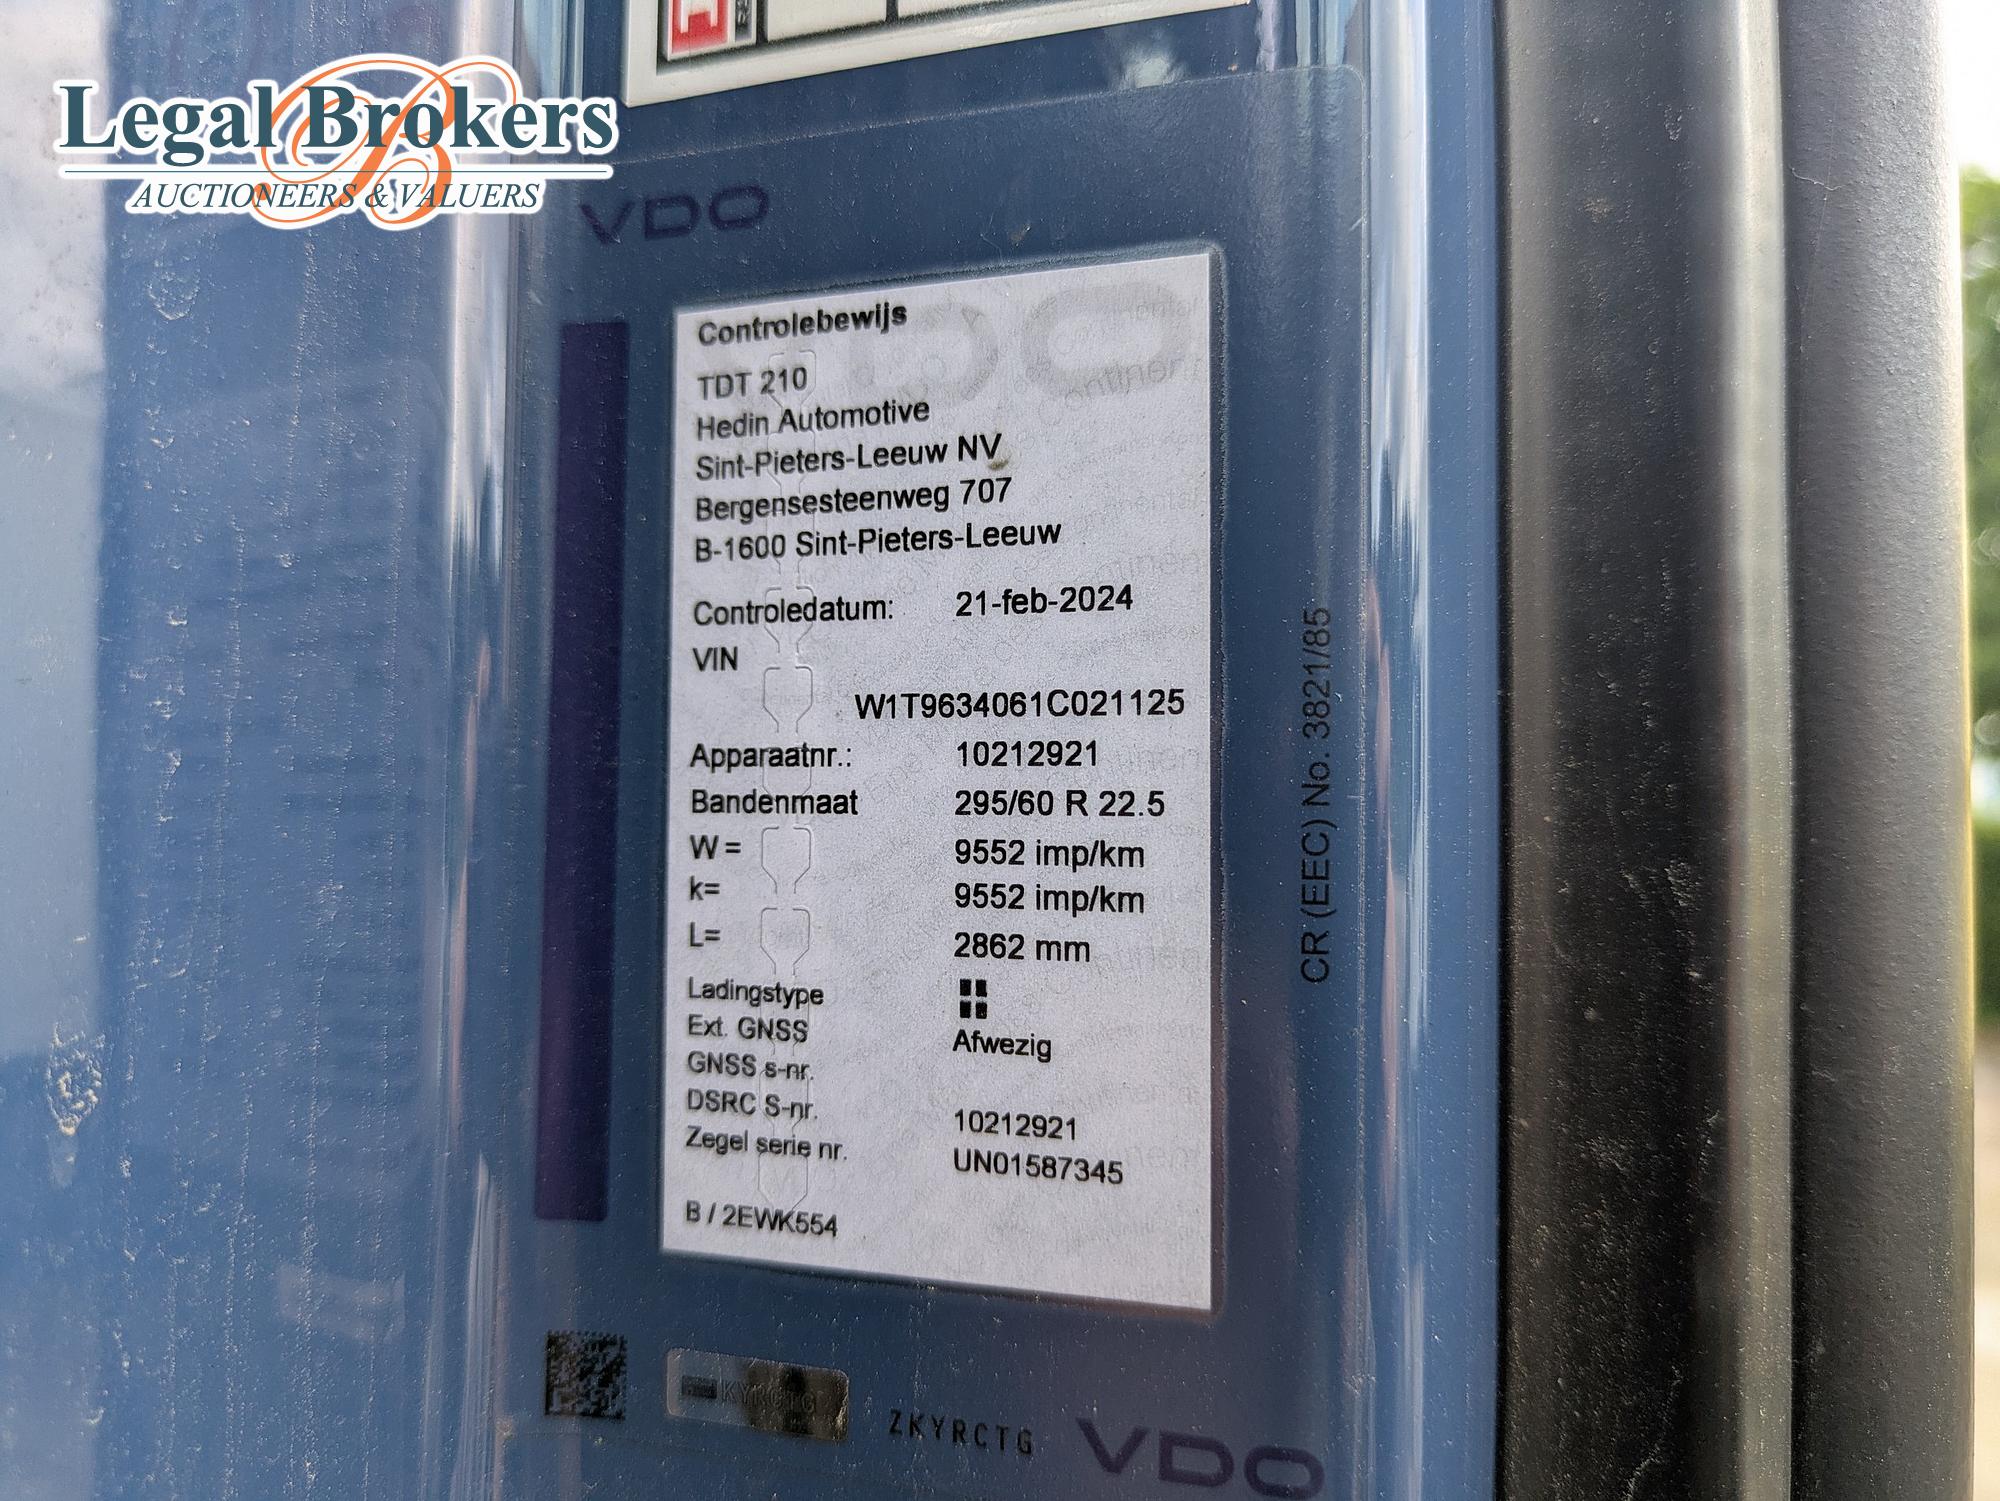 Legal Brokers
AUCTIONEERS & VALUERS
VDO
Controlebewijs
TDT 210
Hedin Automotive
Sint-Pieters-Leeuw NV
Bergensesteenweg 707
B-1600 Sint-Pieters-Leeuw
Controledatum: 21-feb-2024
VIN
W1T9634061C021125
Apparaatnr.: 10212921
Bandenmaat 295/60 R 22.5
W= 9552 imp/km
k= 9552 imp/km
L= 2862 mm
Ladingstype
Ext. GNSS Afwezig
GNSS s-nr.
DSRC S-nr. 10212921
Zegel serie nr. UN01587345
B / 2EWK554
CR (EEC) No. 3821/85
ZKYRCTG
VDO